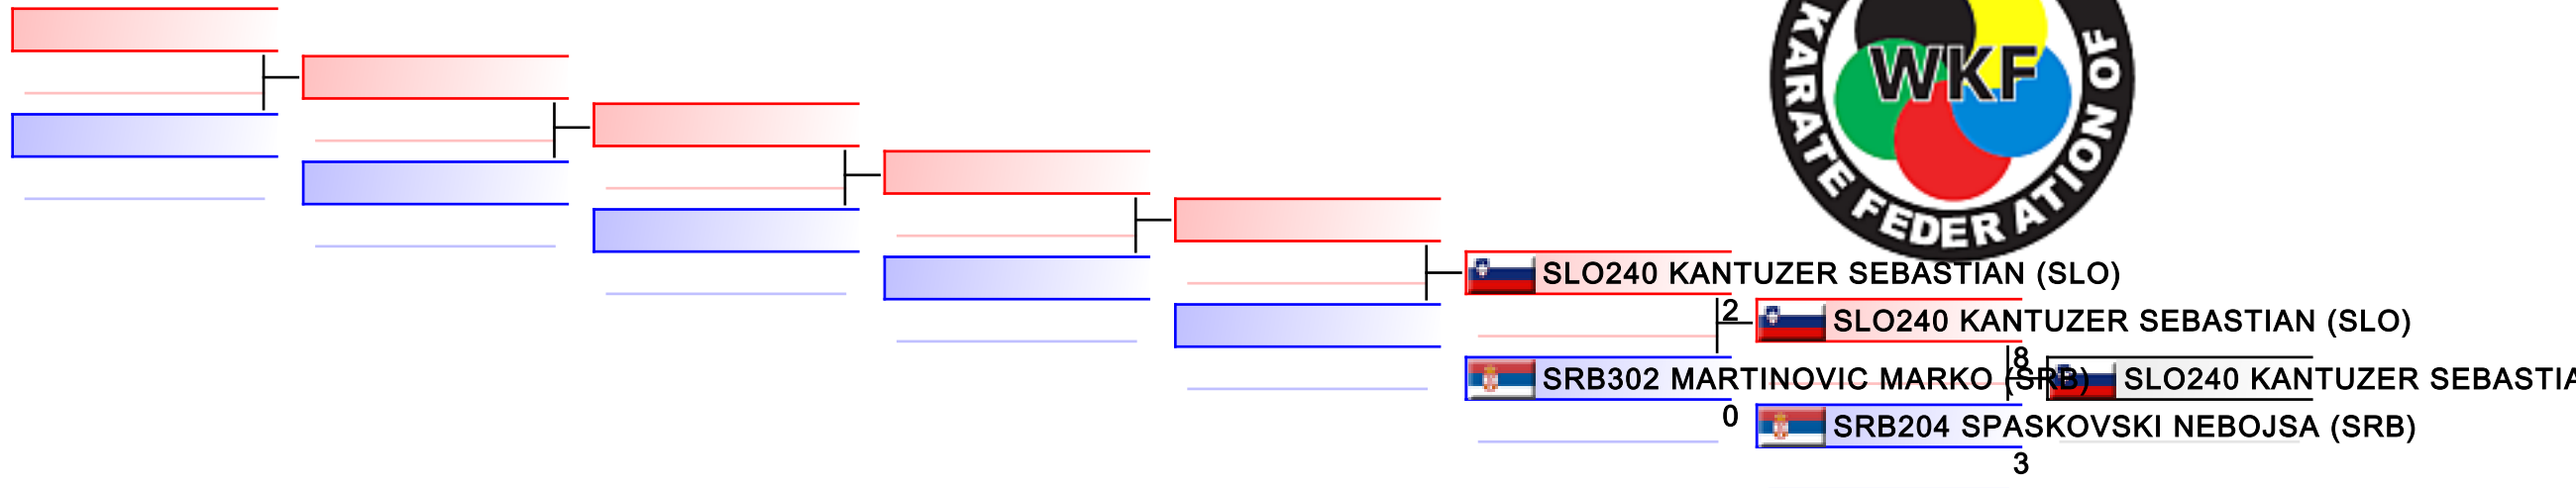 WKF
KARATE FEDERATION OF
SLO240 KANTUZER SEBASTIAN (SLO)
2
SLO240 KANTUZER SEBASTIAN (SLO)
8
SRB302 MARTINOVIC MARKO (SRB)
SLO240 KANTUZER SEBASTIA
0
SRB204 SPASKOVSKI NEBOJSA (SRB)
3